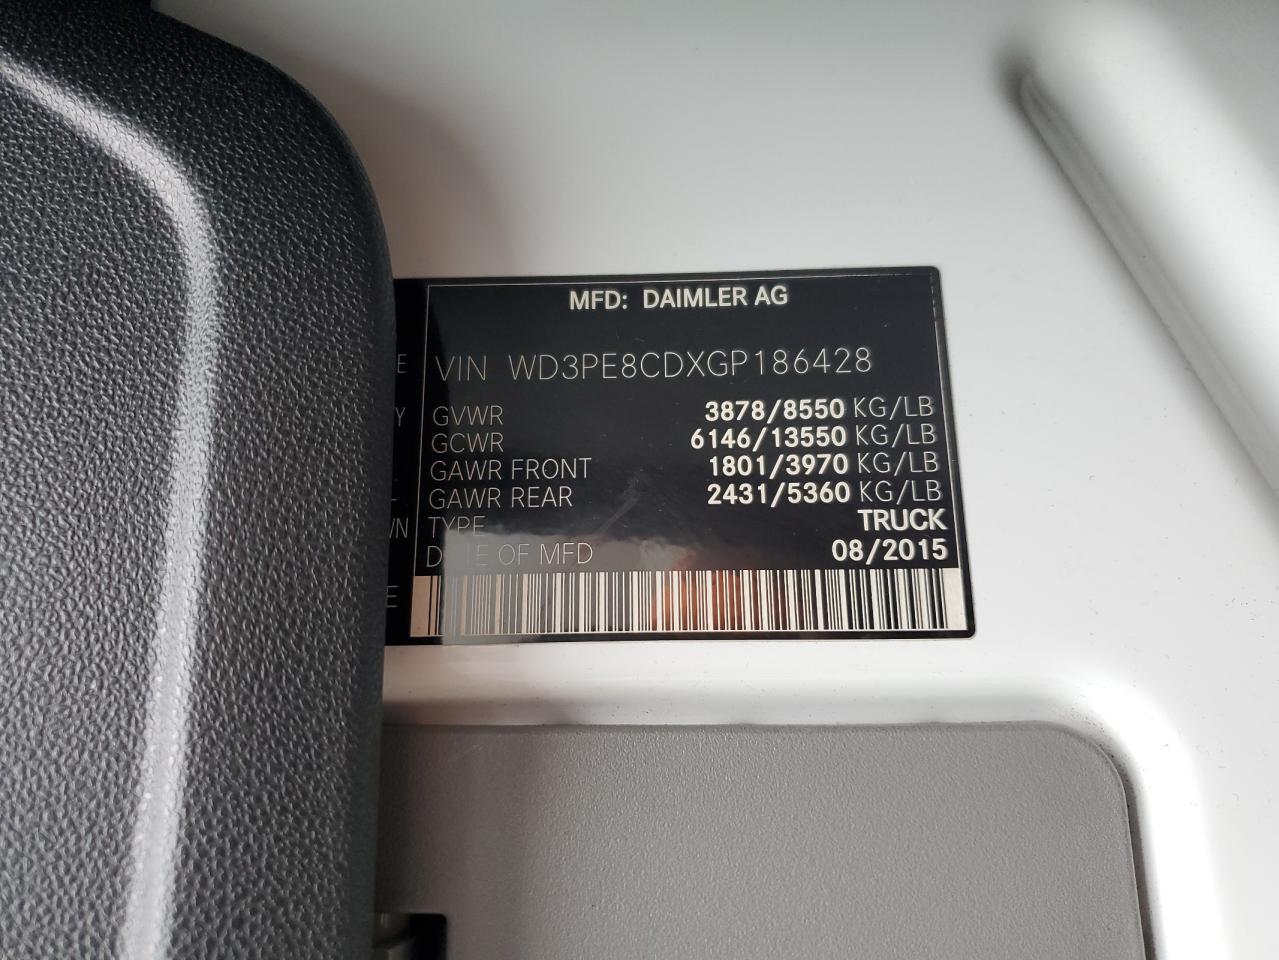 MFD: DAIMLER AG
VIN WD3PE8CDXGP186428
GVWR 3878/8550 KG/LB
GCWR 6146/13550 KG/LB
GAWR FRONT 1801/3970 KG/LB
GAWR REAR 2431/5360 KG/LB
TYPE TRUCK
DATE OF MFD 08/2015